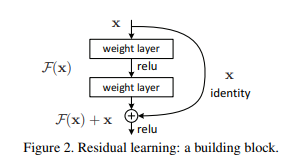 x
weight layer
F(x)
relu
weight layer
x
identity
F(x) + x
relu
Figure 2. Residual learning: a building block.